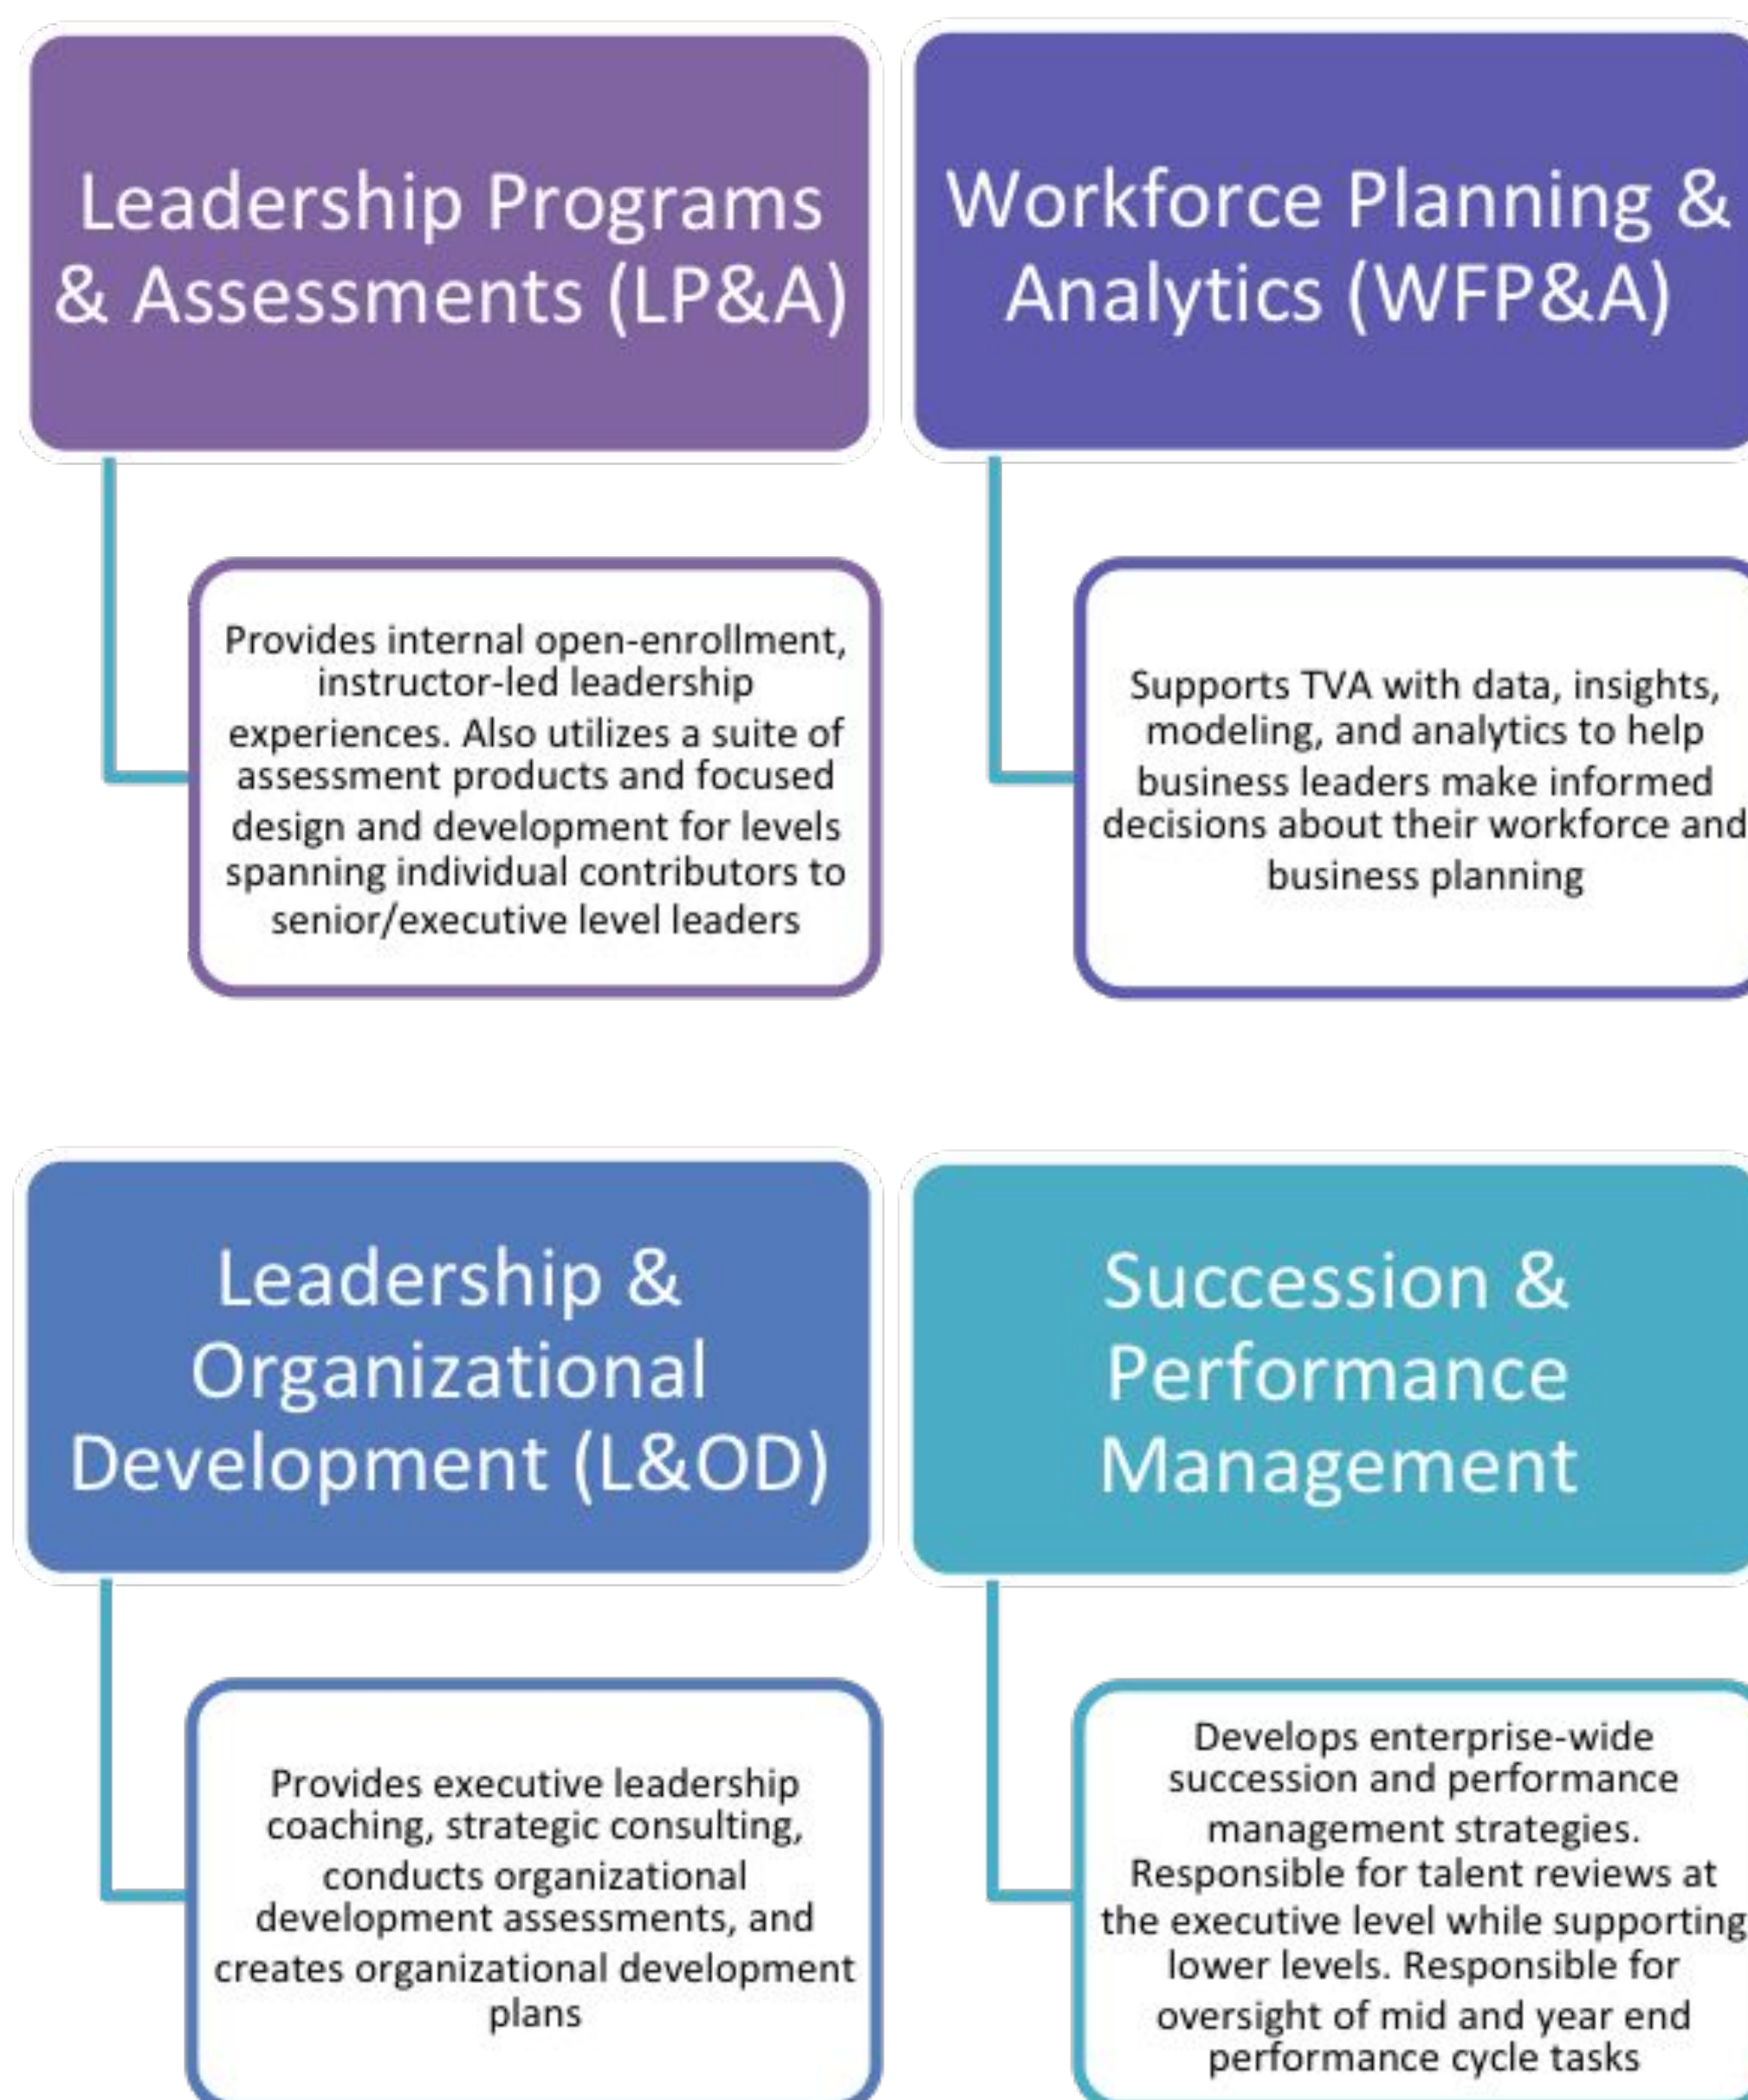 Leadership Programs
& Assessments (LP&A)
Provides internal open-enrollment,
instructor-led leadership
experiences. Also utilizes a suite of
assessment products and focused
design and development for levels
spanning individual contributors to
senior/executive level leaders
Workforce Planning &
Analytics (WFP&A)
Supports TVA with data, insights,
modeling, and analytics to help
business leaders make informed
decisions about their workforce and
business planning
Leadership &
Organizational
Development (L&OD)
Provides executive leadership
coaching, strategic consulting,
conducts organizational
development assessments, and
creates organizational development
plans
Succession &
Performance
Management
Develops enterprise-wide
succession and performance
management strategies.
Responsible for talent reviews at
the executive level while supporting
lower levels. Responsible for
oversight of mid and year end
performance cycle tasks